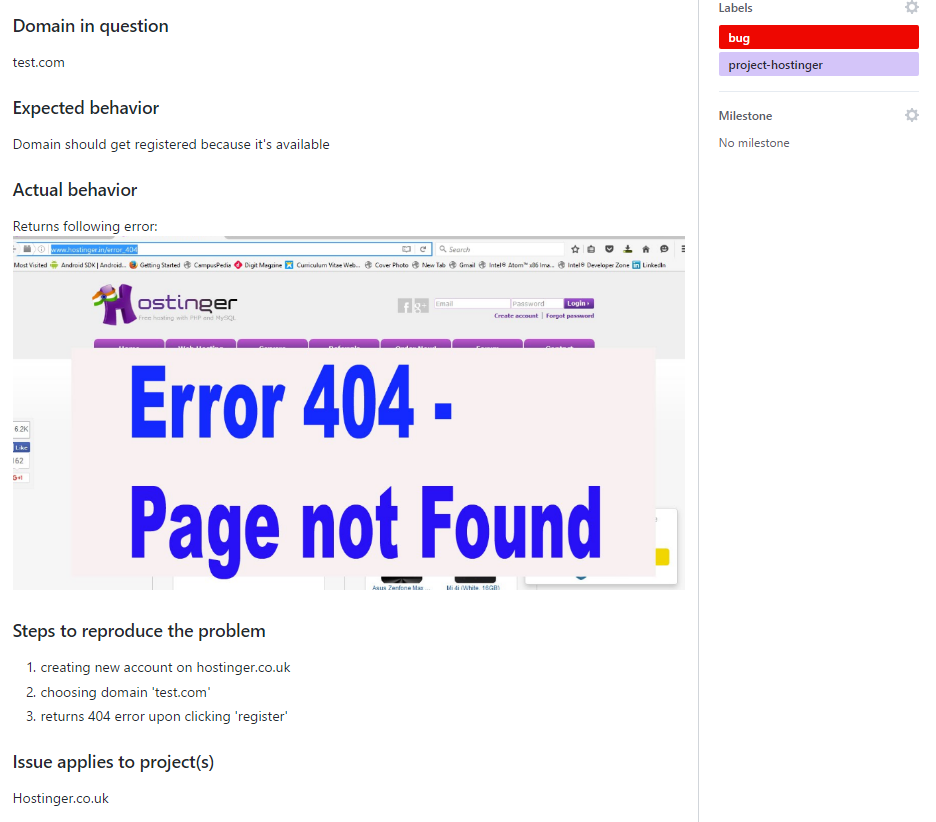 Domain in question
test.com
Expected behavior
Domain should get registered because it's available
Actual behavior
Returns following error:
www.hostinger.in/error_404
Search
Most Visited Android SDK | Android... Getting Started CampusPedia Digit Magzine Curriculum Vitae Web... Cover Photo New Tab Gmail Intel® Atom™ x86 Ima... Intel® Developer Zone LinkedIn
Hostinger
Free hosting with PHP and MySQL
Email Password Login
Create account | Forgot password
Error 404 -
Page not Found
6.2K
Like
162
Asus Zenfone Max ... Mi 4i (White, 16GB)
Steps to reproduce the problem
1. creating new account on hostinger.co.uk
2. choosing domain 'test.com'
3. returns 404 error upon clicking 'register'
Issue applies to project(s)
Hostinger.co.uk
Labels
bug
project-hostinger
Milestone
No milestone